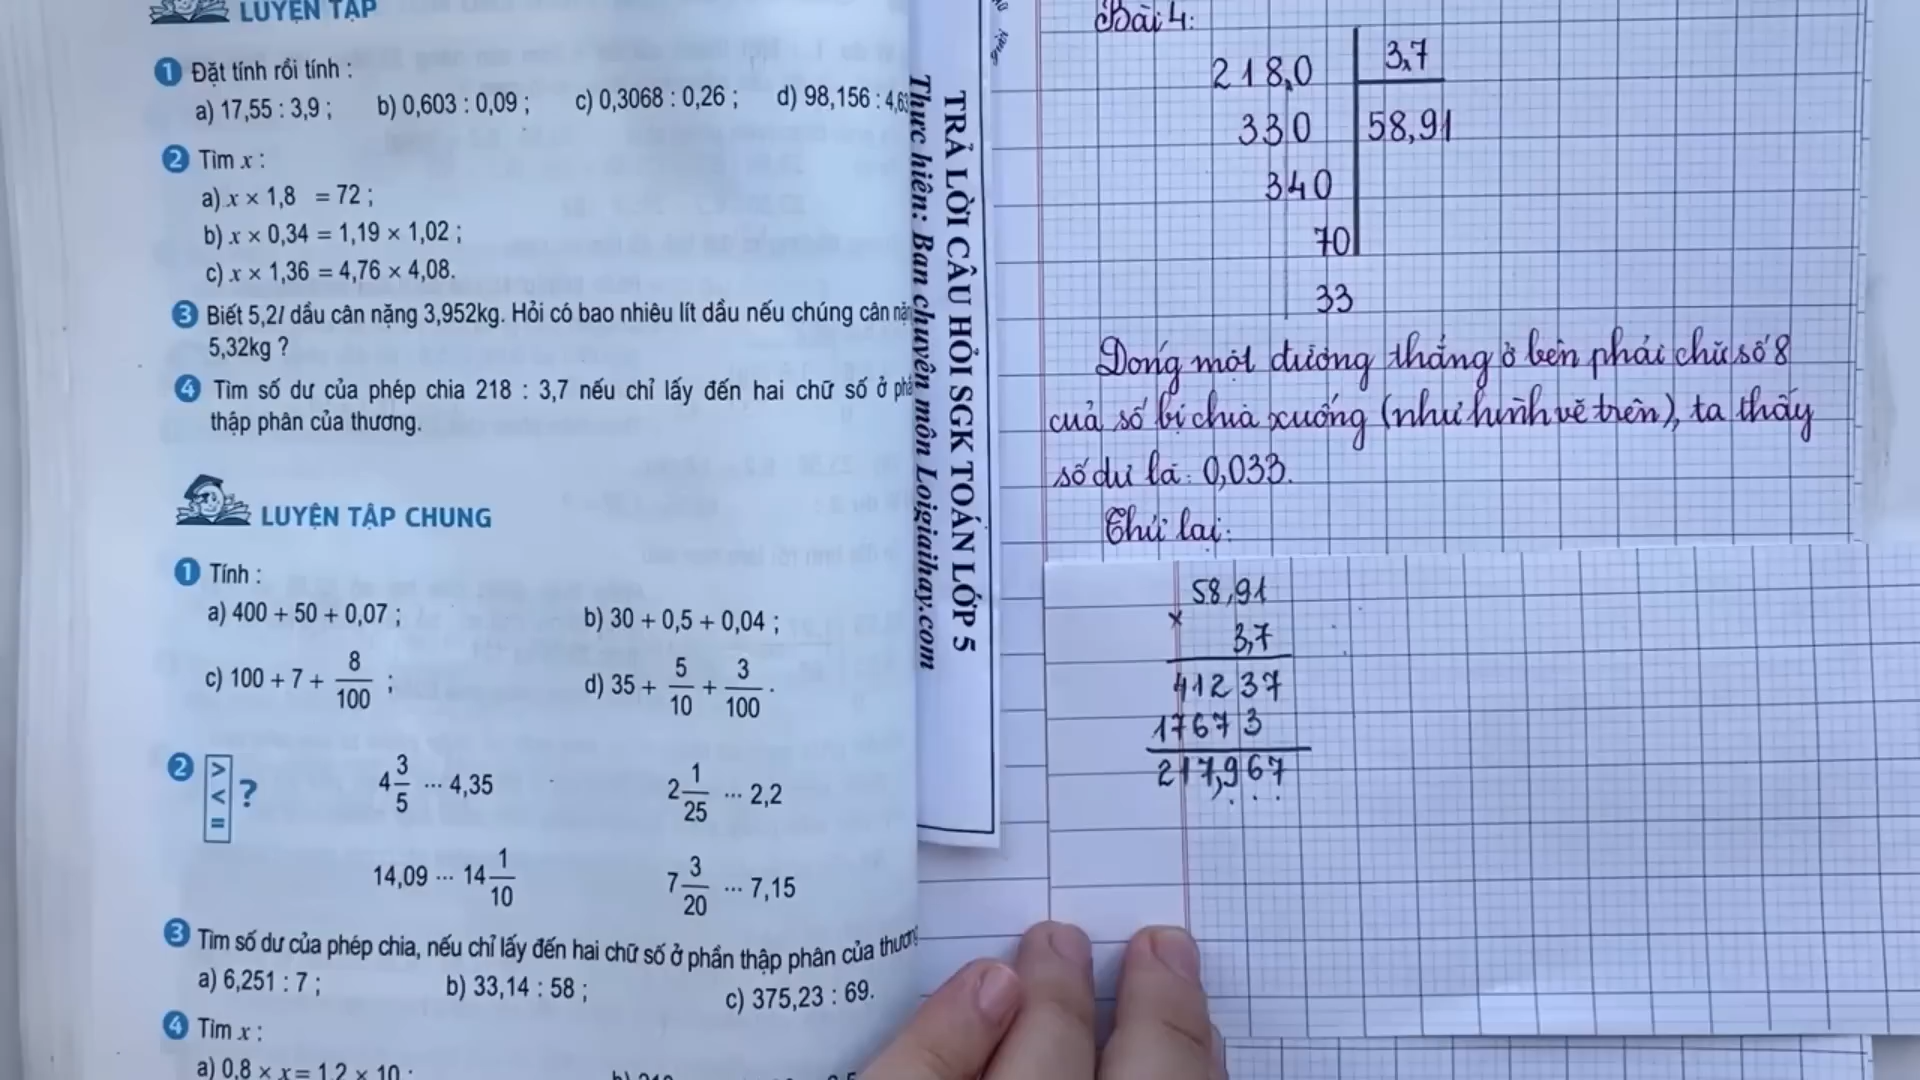 LUYỆN TẬP
1 Đặt tính rồi tính :
a) 17,55 : 3,9 ; b) 0,603 : 0,09 ; c) 0,3068 : 0,26 ; d) 98,156 : 4,63
2 Tìm x :
a) x × 1,8 = 72 ;
b) x × 0,34 = 1,19 × 1,02 ;
c) x × 1,36 = 4,76 × 4,08.
3 Biết 5,2l dầu cân nặng 3,952kg. Hỏi có bao nhiêu lít dầu nếu chúng cân nặng
5,32kg ?
4 Tìm số dư của phép chia 218 : 3,7 nếu chỉ lấy đến hai chữ số ở phầ
thập phân của thương.
LUYỆN TẬP CHUNG
1 Tính :
a) 400 + 50 + 0,07 ; b) 30 + 0,5 + 0,04 ;
c) 100 + 7 + 8/100 ; d) 35 + 5/10 + 3/100 .
2 > < = ? 4 3/5 ... 4,35 2 1/25 ... 2,2
14,09 ... 14 1/10 7 3/20 ... 7,15
3 Tìm số dư của phép chia, nếu chỉ lấy đến hai chữ số ở phần thập phân của thương
a) 6,251 : 7 ; b) 33,14 : 58 ; c) 375,23 : 69.
4 Tìm x :
a) 0,8 × x = 1,2 × 10 ;
TRẢ LỜI CÂU HỎI SGK TOÁN LỚP 5
Thực hiện: Ban chuyên môn Loigiaihay.com
Bài 4:
218,0 3,7
330 58,91
340
70
33
Dóng một đường thẳng ở bên phải chữ số 8
của số bị chia xuống (như hình vẽ trên), ta thấy
số dư là: 0,033.
Thử lại:
58,91
×
3,7
41237
17673
217,967